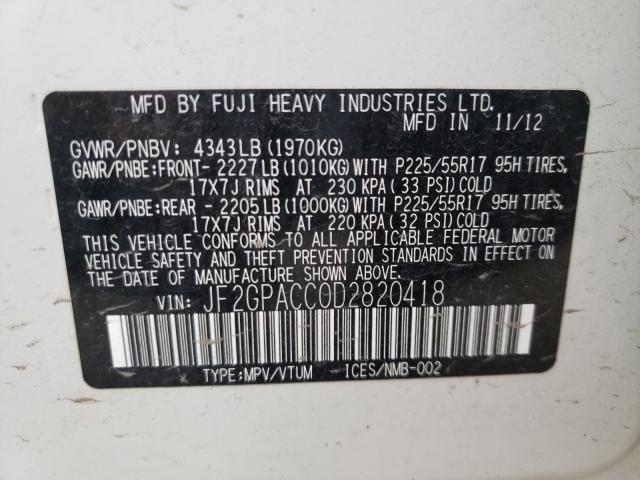 MFD BY FUJI HEAVY INDUSTRIES LTD.
MFD IN 11/12
GVWR/PNBV: 4343LB (1970KG)
GAWR/PNBE:FRONT- 2227LB (1010KG) WITH P225/55R17 95H TIRES,
17X7J RIMS AT 230 KPA (33 PSI) COLD
GAWR/PNBE:REAR - 2205LB (1000KG) WITH P225/55R17 95H TIRES,
17X7J RIMS AT 220 KPA (32 PSI) COLD
THIS VEHICLE CONFORMS TO ALL APPLICABLE FEDERAL MOTOR
VEHICLE SAFETY AND THEFT PREVENTION STANDARDS IN EFFECT ON
THE DATE OF MANUFACTURE SHOWN ABOVE.
VIN: JF2GPACC0D2820418
TYPE:MPV/VTUM ICES/NMB-002